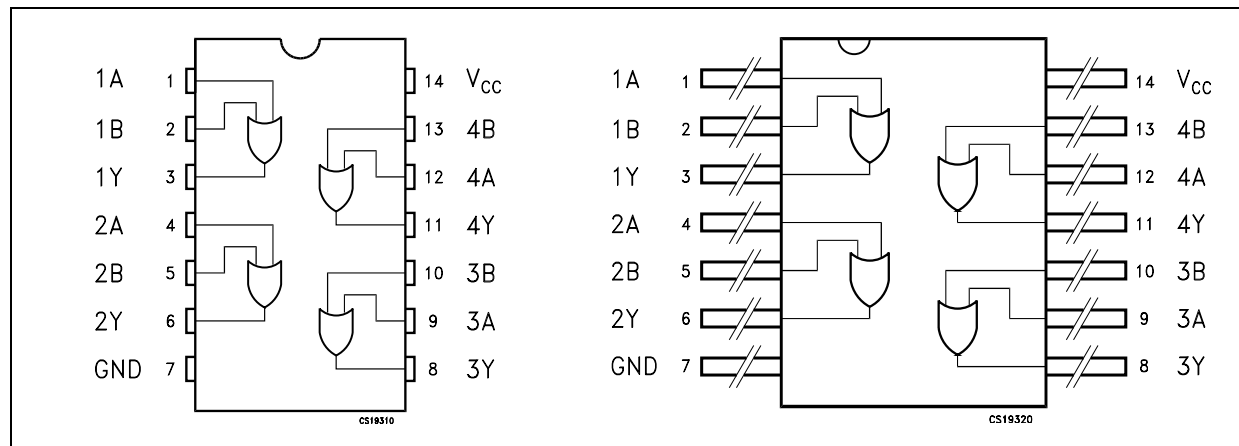 1A 1 14 VCC
1B 2 13 4B
1Y 3 12 4A
2A 4 11 4Y
2B 5 10 3B
2Y 6 9 3A
GND 7 8 3Y
CS19310
1A 1 14 VCC
1B 2 13 4B
1Y 3 12 4A
2A 4 11 4Y
2B 5 10 3B
2Y 6 9 3A
GND 7 8 3Y
CS19320